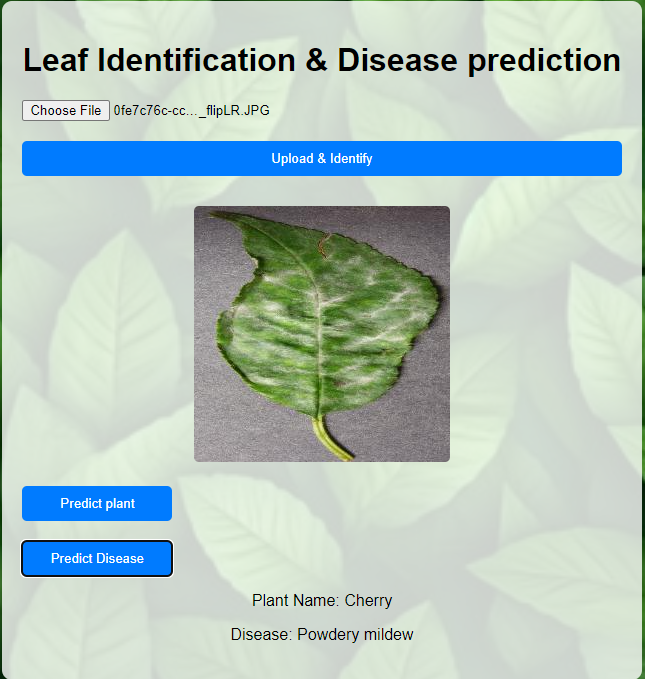 Leaf Identification & Disease prediction
Choose File 0fe7c76c-cc..._flipLR.JPG
Upload & Identify
Predict plant
Predict Disease
Plant Name: Cherry
Disease: Powdery mildew